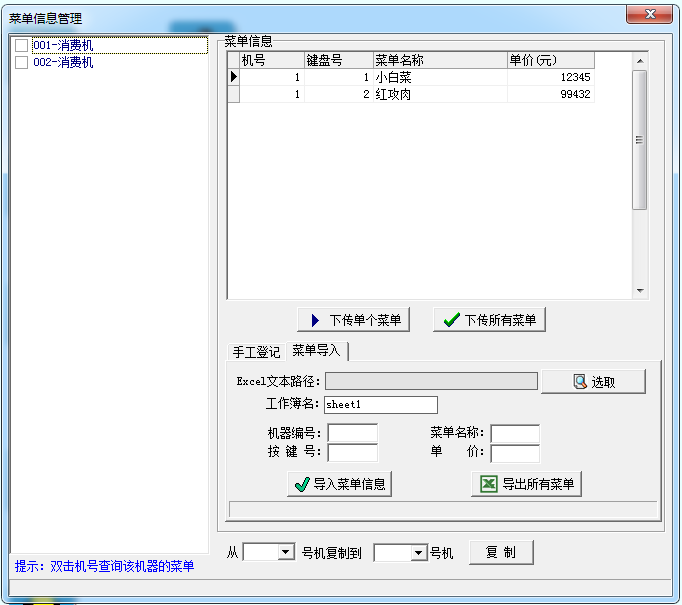 菜单信息管理
001-消费机
002-消费机
菜单信息
机号 键盘号 菜单名称 单价(元)
1 1 小白菜 12345
1 2 红攻肉 99432
下传单个菜单 下传所有菜单
手工登记 菜单导入
Excel文本路径: 选取
工作簿名: sheet1
机器编号: 菜单名称:
按 键 号: 单 价:
导入菜单信息 导出所有菜单
从 号机复制到 号机 复 制
提示: 双击机号查询该机器的菜单